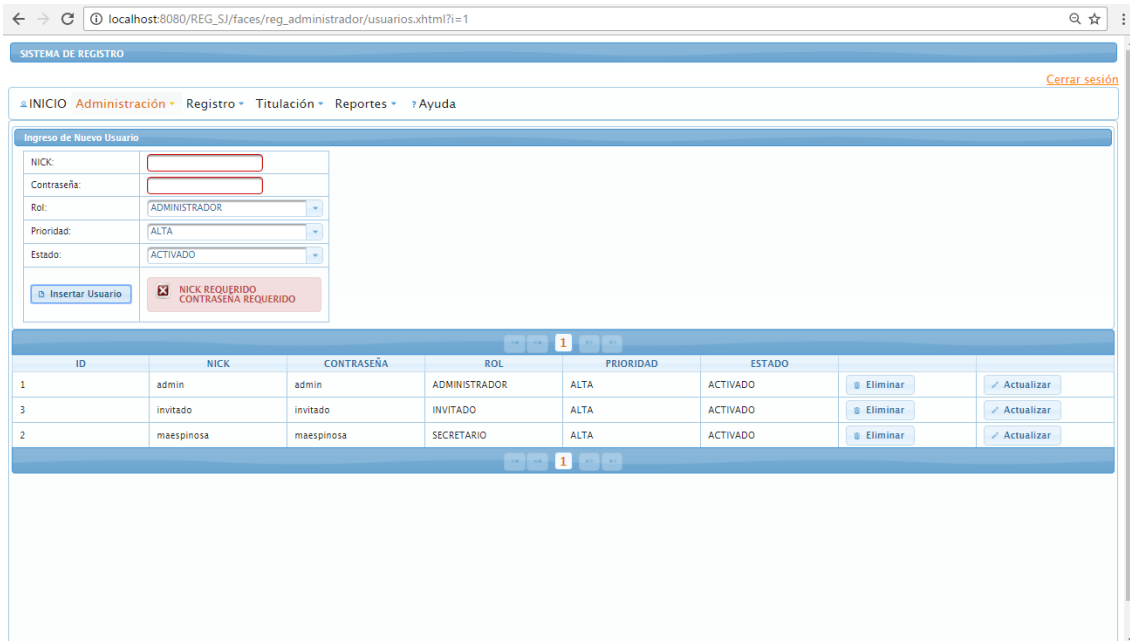 localhost:8080/REG_SJ/faces/reg_administrador/usuarios.xhtml?i=1
SISTEMA DE REGISTRO
Cerrar sesión
INICIO Administración Registro Titulación Reportes ? Ayuda
Ingreso de Nuevo Usuario
NICK:
Contraseña:
Rol: ADMINISTRADOR
Prioridad: ALTA
Estado: ACTIVADO
Insertar Usuario
NICK REQUERIDO
CONTRASEÑA REQUERIDO
1
ID NICK CONTRASEÑA ROL PRIORIDAD ESTADO
1 admin admin ADMINISTRADOR ALTA ACTIVADO Eliminar Actualizar
3 invitado invitado INVITADO ALTA ACTIVADO Eliminar Actualizar
2 maespinosa maespinosa SECRETARIO ALTA ACTIVADO Eliminar Actualizar
1